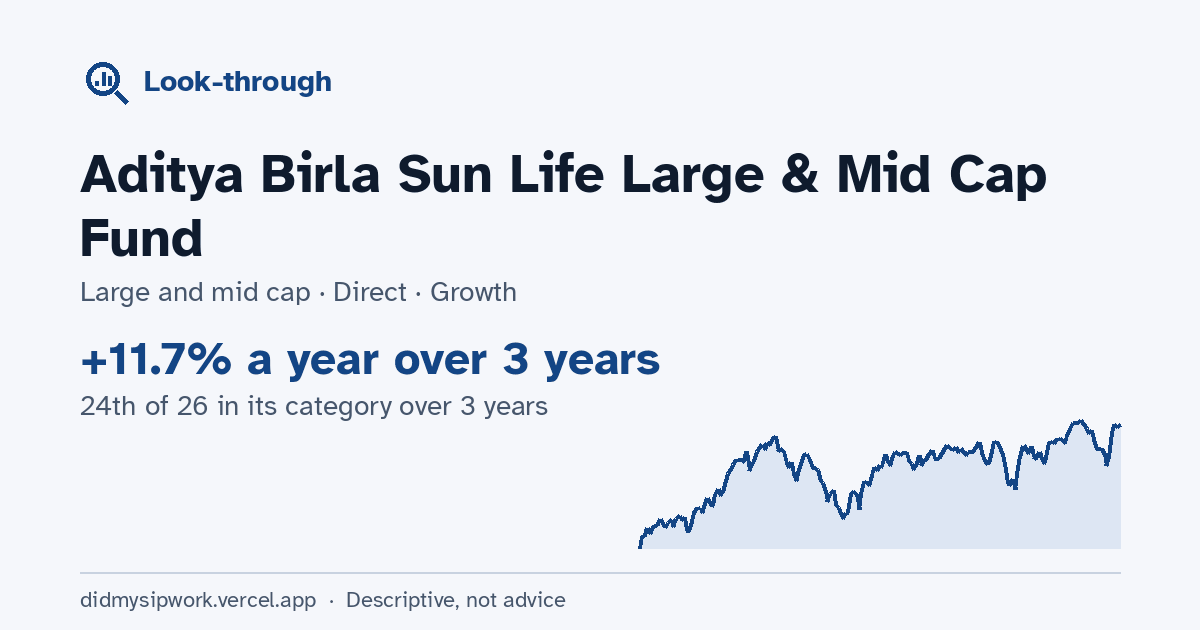 Look-through
Aditya Birla Sun Life Large & Mid Cap
Fund
Large and mid cap · Direct · Growth
+11.7% a year over 3 years
24th of 26 in its category over 3 years
didmysipwork.vercel.app · Descriptive, not advice